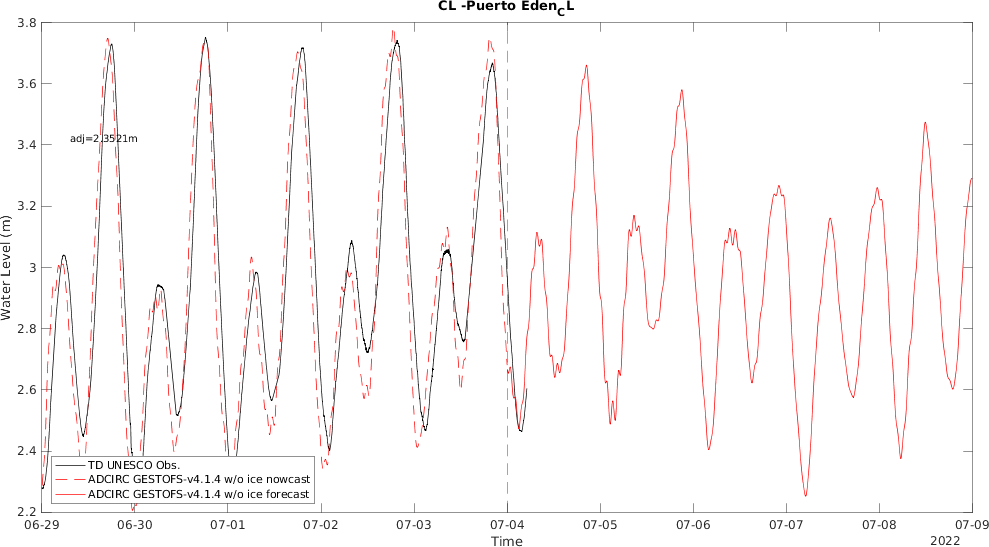 CL -Puerto Eden_CL
3.8
3.6
3.4
3.2
3
2.8
2.6
2.4
2.2
Water Level (m)
adj=2.3521m
TD UNESCO Obs.
ADCIRC GESTOFS-v4.1.4 w/o ice nowcast
ADCIRC GESTOFS-v4.1.4 w/o ice forecast
06-29 06-30 07-01 07-02 07-03 07-04 07-05 07-06 07-07 07-08 07-09
Time
2022